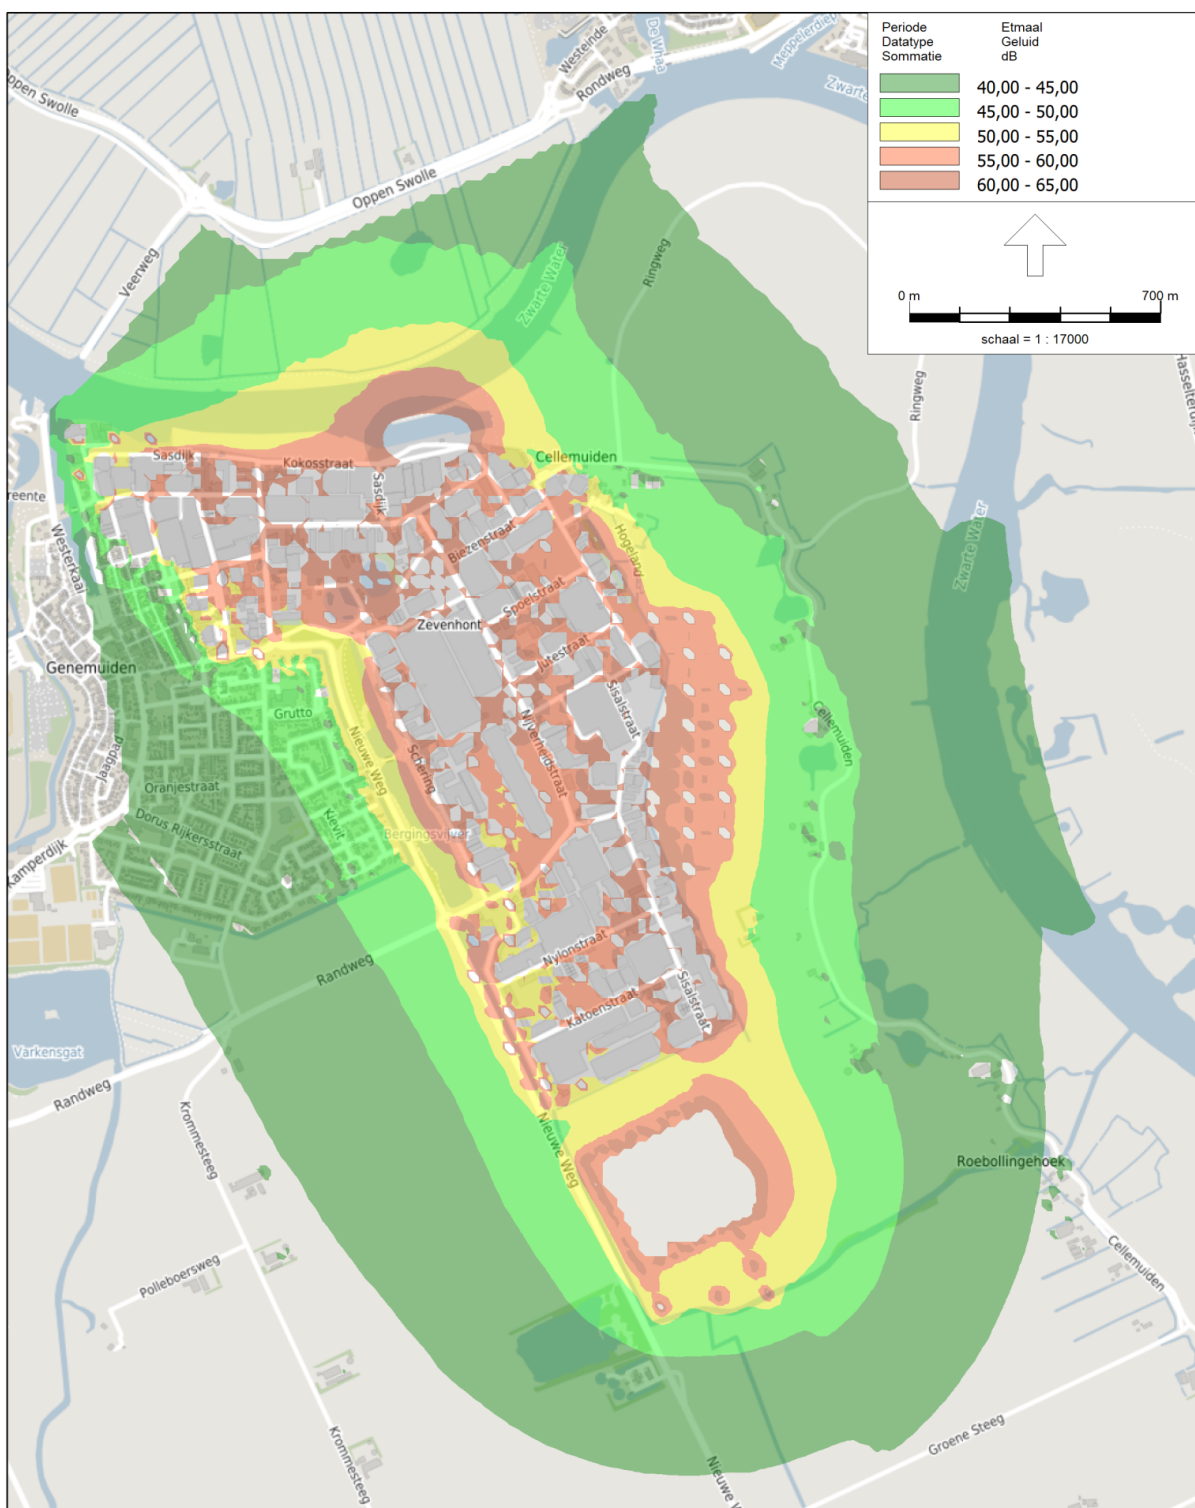 Periode Etmaal
Datatype Geluid
Sommatie dB
40,00 - 45,00
45,00 - 50,00
50,00 - 55,00
55,00 - 60,00
60,00 - 65,00
0 m 700 m
schaal = 1 : 17000
Westeinde
De Whaa
Meppelerdiep
Rondweg
Zwarte
Oppen Swolle
Oppen Swolle
Veerweg
Zwarte Water
Ringweg
Ringweg
Hasselterdijk
Sasdijk
Kokosstraat
Sasdijk
Cellemuiden
reente
Westerkaai
Biezenstraat
Hogeland
Zwarte Water
Spoelstraat
Zevenhont
Jutestraat
Genemuiden
Sisalstraat
Grutto
Nijverheidstraat
Nieuwe Weg
Schering
Cellemuiden
Jaagpad
Oranjestraat
Kievit
Dorus Rijkersstraat
Bergingsvijver
Kamperdijk
Nylonstraat
Randweg
Sisalstraat
Katoenstraat
Varkensgat
Randweg
Krommesteeg
Nieuwe Weg
Roebollingehoek
Polleboersweg
Cellemuiden
Krommesteeg
Groene Steeg
Nieuwe W